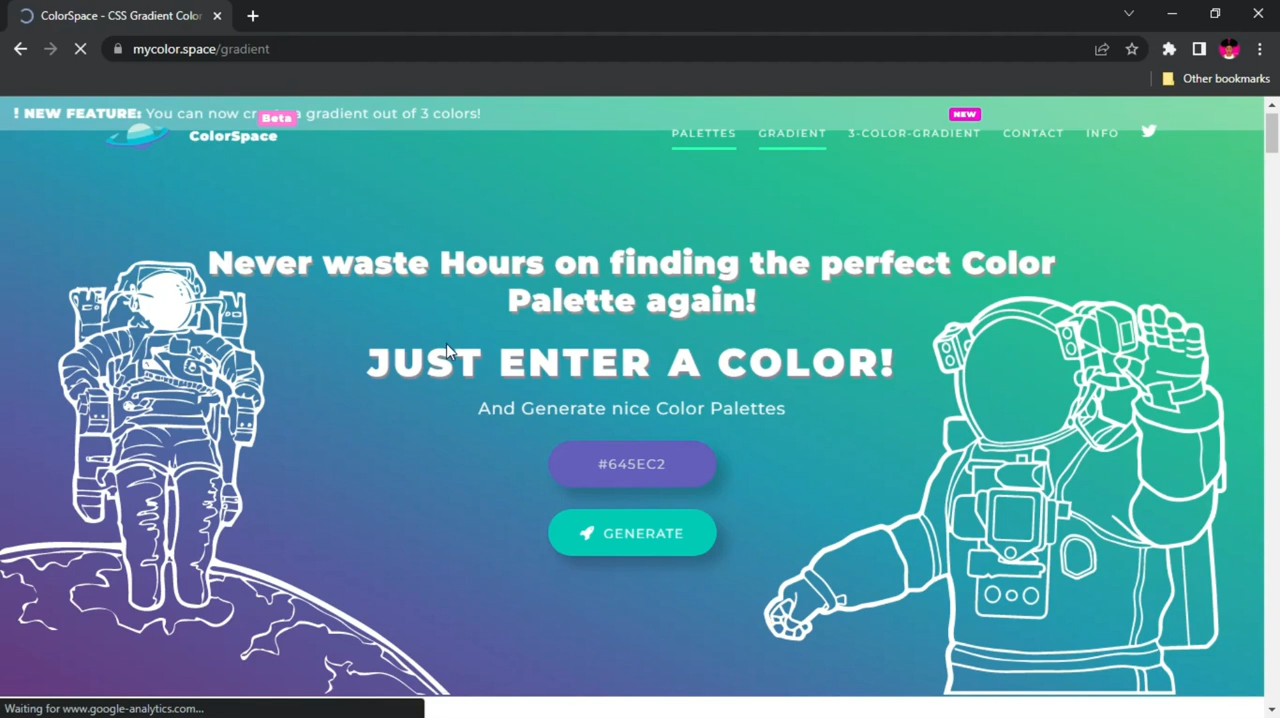 ColorSpace - CSS Gradient Color
mycolor.space/gradient
Other bookmarks
! NEW FEATURE: You can now a gradient out of 3 colors!
Beta
NEW
ColorSpace
PALETTES GRADIENT 3-COLOR-GRADIENT CONTACT INFO
Never waste Hours on finding the perfect Color
Palette again!
JUST ENTER A COLOR!
And Generate nice Color Palettes
#645EC2
GENERATE
Waiting for www.google-analytics.com...